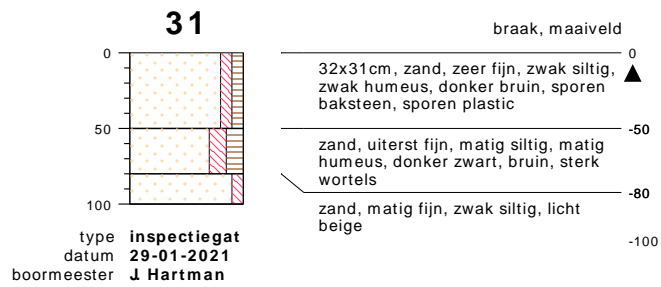 31
braak, maaiveld
0
0
32x31cm, zand, zeer fijn, zwak siltig,
zwak humeus, donker bruin, sporen
baksteen, sporen plastic
50
-50
zand, uiterst fijn, matig siltig, matig
humeus, donker zwart, bruin, sterk
wortels
-80
zand, matig fijn, zwak siltig, licht
beige
100
-100
type inspectiegat
datum 29-01-2021
boormeester J. Hartman